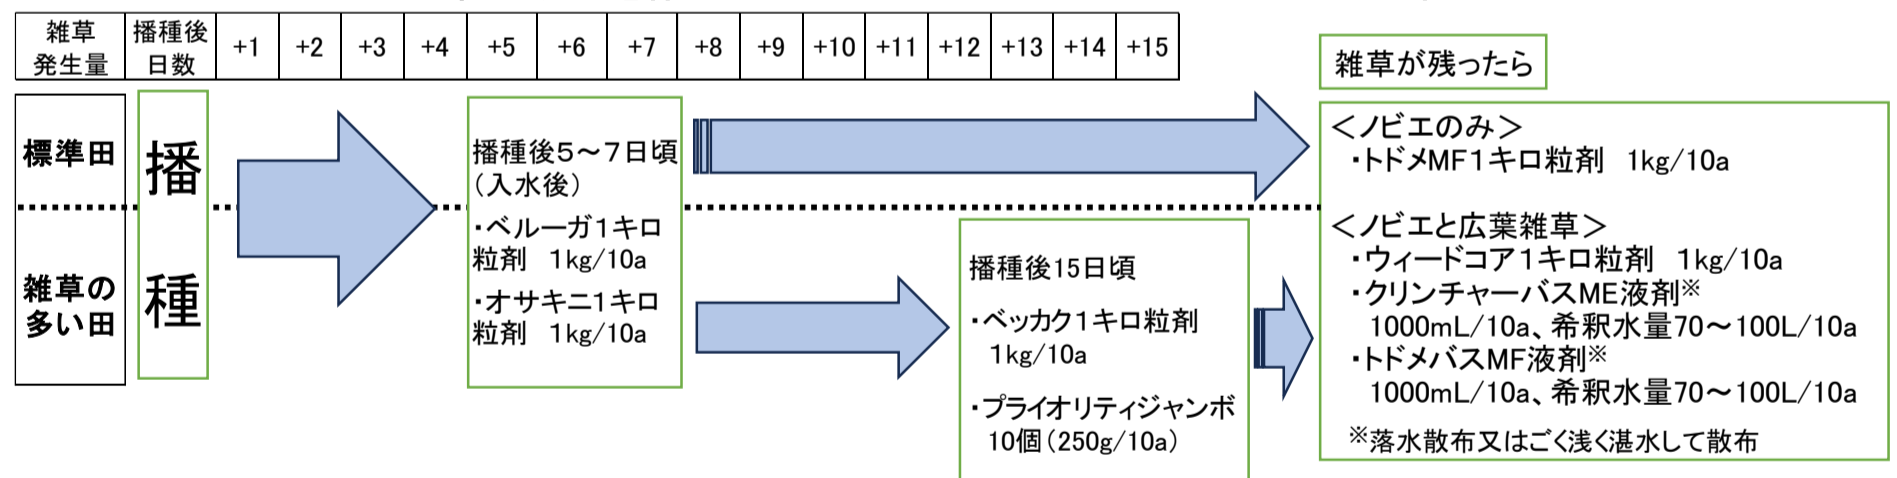 雑草
発生量
播種後
日数
+1 +2 +3 +4 +5 +6 +7 +8 +9 +10 +11 +12 +13 +14 +15
標準田
雑草の
多い田
播
種
播種後5~7日頃
(入水後)
・ベルーガ1キロ
粒剤 1kg/10a
・オサキニ1キロ
粒剤 1kg/10a
播種後15日頃
・ベッカク1キロ粒剤
1kg/10a
・プライオリティジャンボ
10個(250g/10a)
雑草が残ったら
<ノビエのみ>
・トドメMF1キロ粒剤 1kg/10a
<ノビエと広葉雑草>
・ウィードコア1キロ粒剤 1kg/10a
・クリンチャーバスME液剤※
1000mL/10a、希釈水量70~100L/10a
・トドメバスMF液剤※
1000mL/10a、希釈水量70~100L/10a
※落水散布又はごく浅く湛水して散布